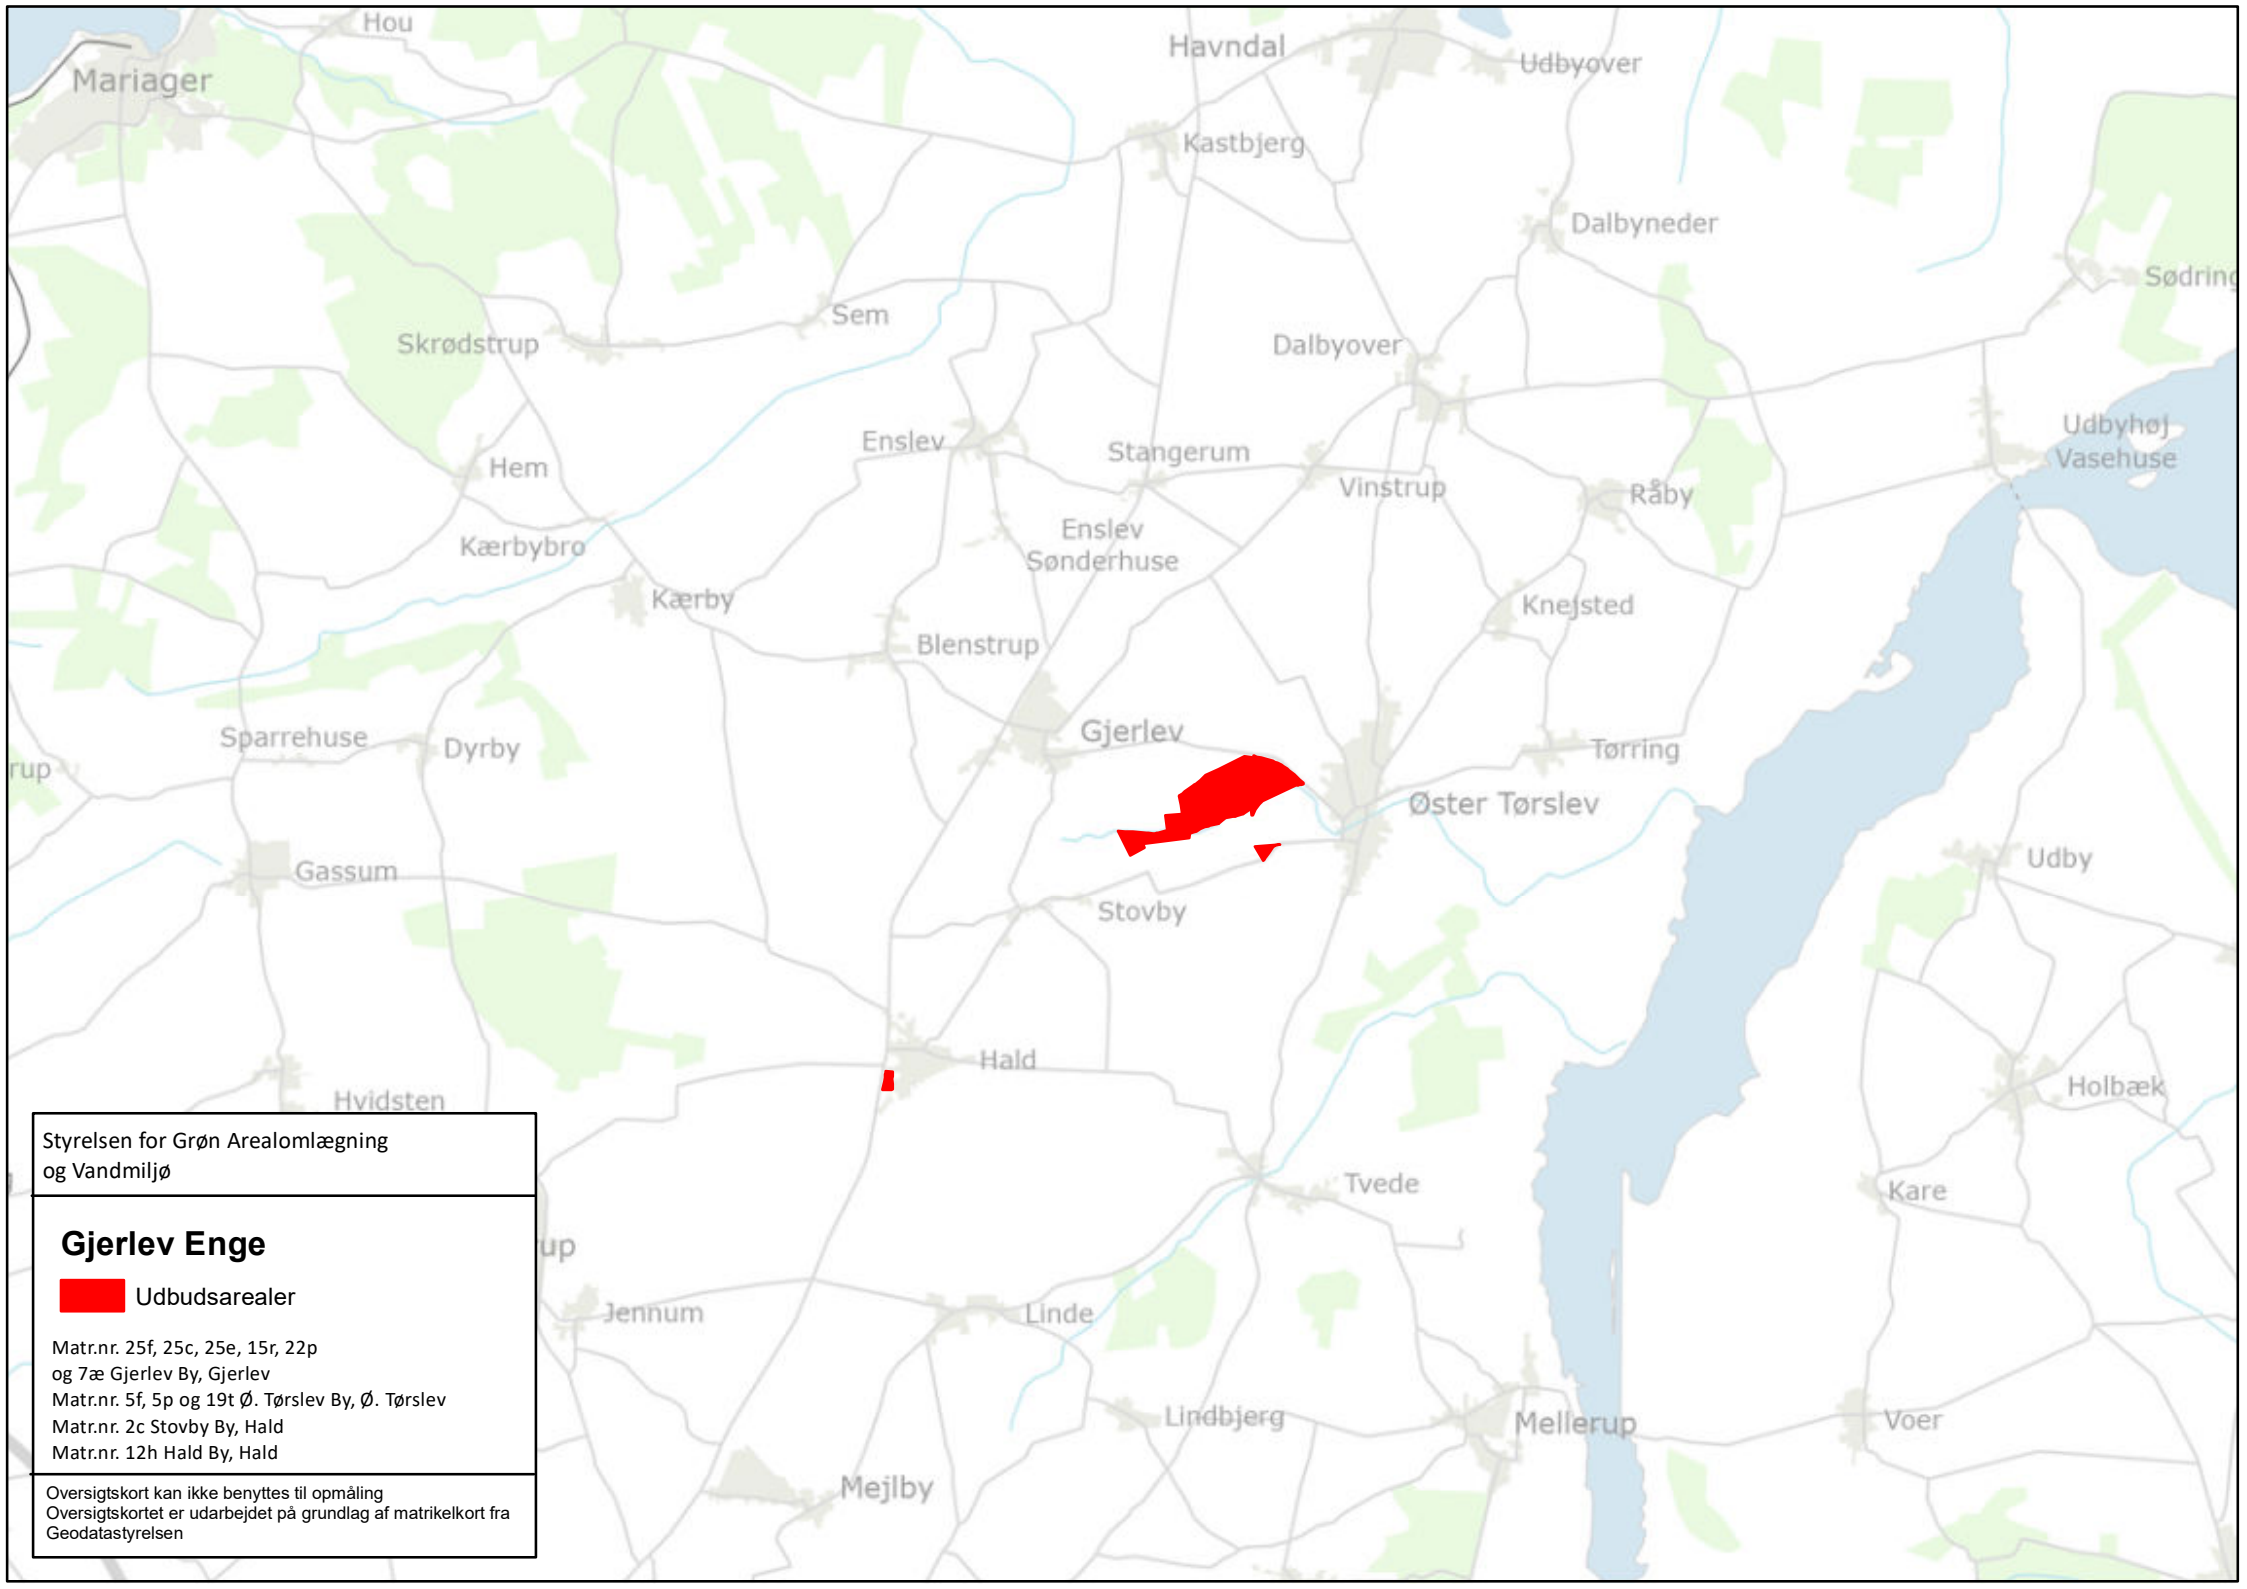 Hou
Havndal
Udbyover
Mariager
Kastbjerg
Dalbyneder
Sødring
Sem
Skrødstrup
Dalbyover
Udbyhøj
Vasehuse
Enslev
Stangerum
Hem
Vinstrup
Råby
Enslev
Sønderhuse
Kærbybro
Kærby
Knejsted
Blenstrup
Gjerlev
Sparrehuse
Dyrby
Tørring
rup
Øster Tørslev
Udby
Gassum
Stovby
Hald
Holbæk
Hvidsten
Tvede
Kare
up
Jennum
Linde
Lindbjerg
Mellerup
Voer
Mejlby
Styrelsen for Grøn Arealomlægning
og Vandmiljø
Gjerlev Enge
Udbudsarealer
Matr.nr. 25f, 25c, 25e, 15r, 22p
og 7æ Gjerlev By, Gjerlev
Matr.nr. 5f, 5p og 19t Ø. Tørslev By, Ø. Tørslev
Matr.nr. 2c Stovby By, Hald
Matr.nr. 12h Hald By, Hald
Oversigtskort kan ikke benyttes til opmåling
Oversigtskortet er udarbejdet på grundlag af matrikelkort fra
Geodatastyrelsen